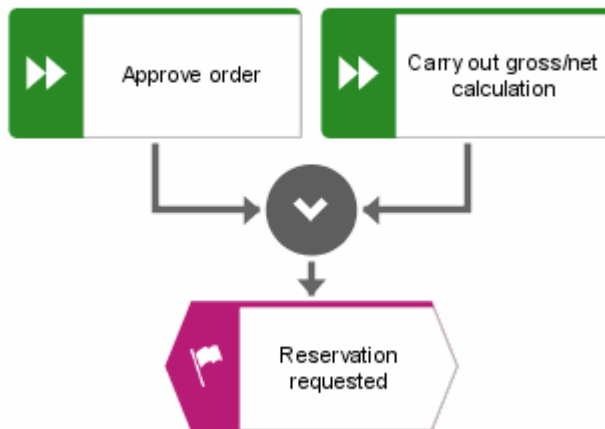 Approve order
Carry out gross/net
calculation
Reservation
requested